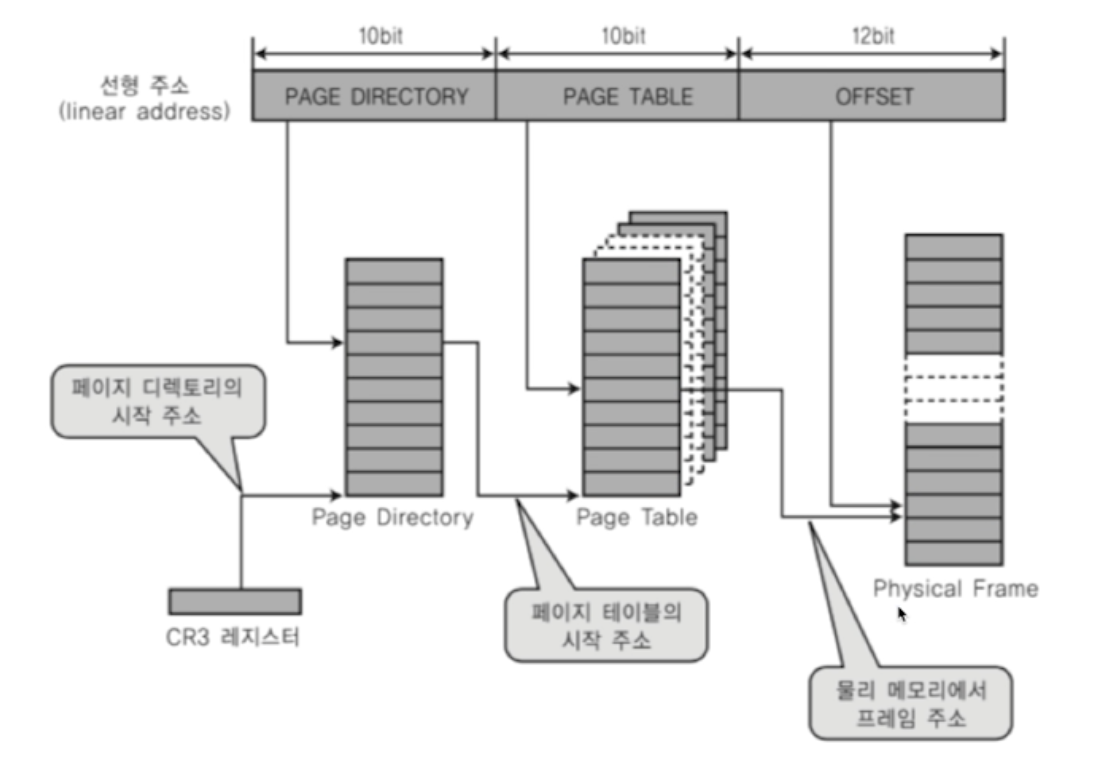 10bit
10bit
12bit
선형 주소
(linear address)
PAGE DIRECTORY
PAGE TABLE
OFFSET
페이지 디렉토리의
시작 주소
Page Directory
Page Table
Physical Frame
CR3 레지스터
페이지 테이블의
시작 주소
물리 메모리에서
프레임 주소